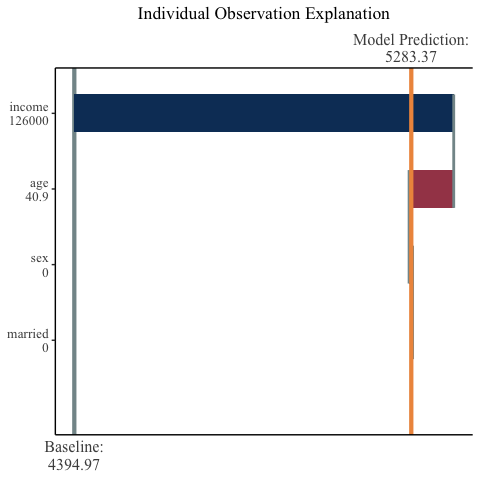 Individual Observation Explanation
Model Prediction:
5283.37
income
126000
age
40.9
sex
0
married
0
Baseline:
4394.97